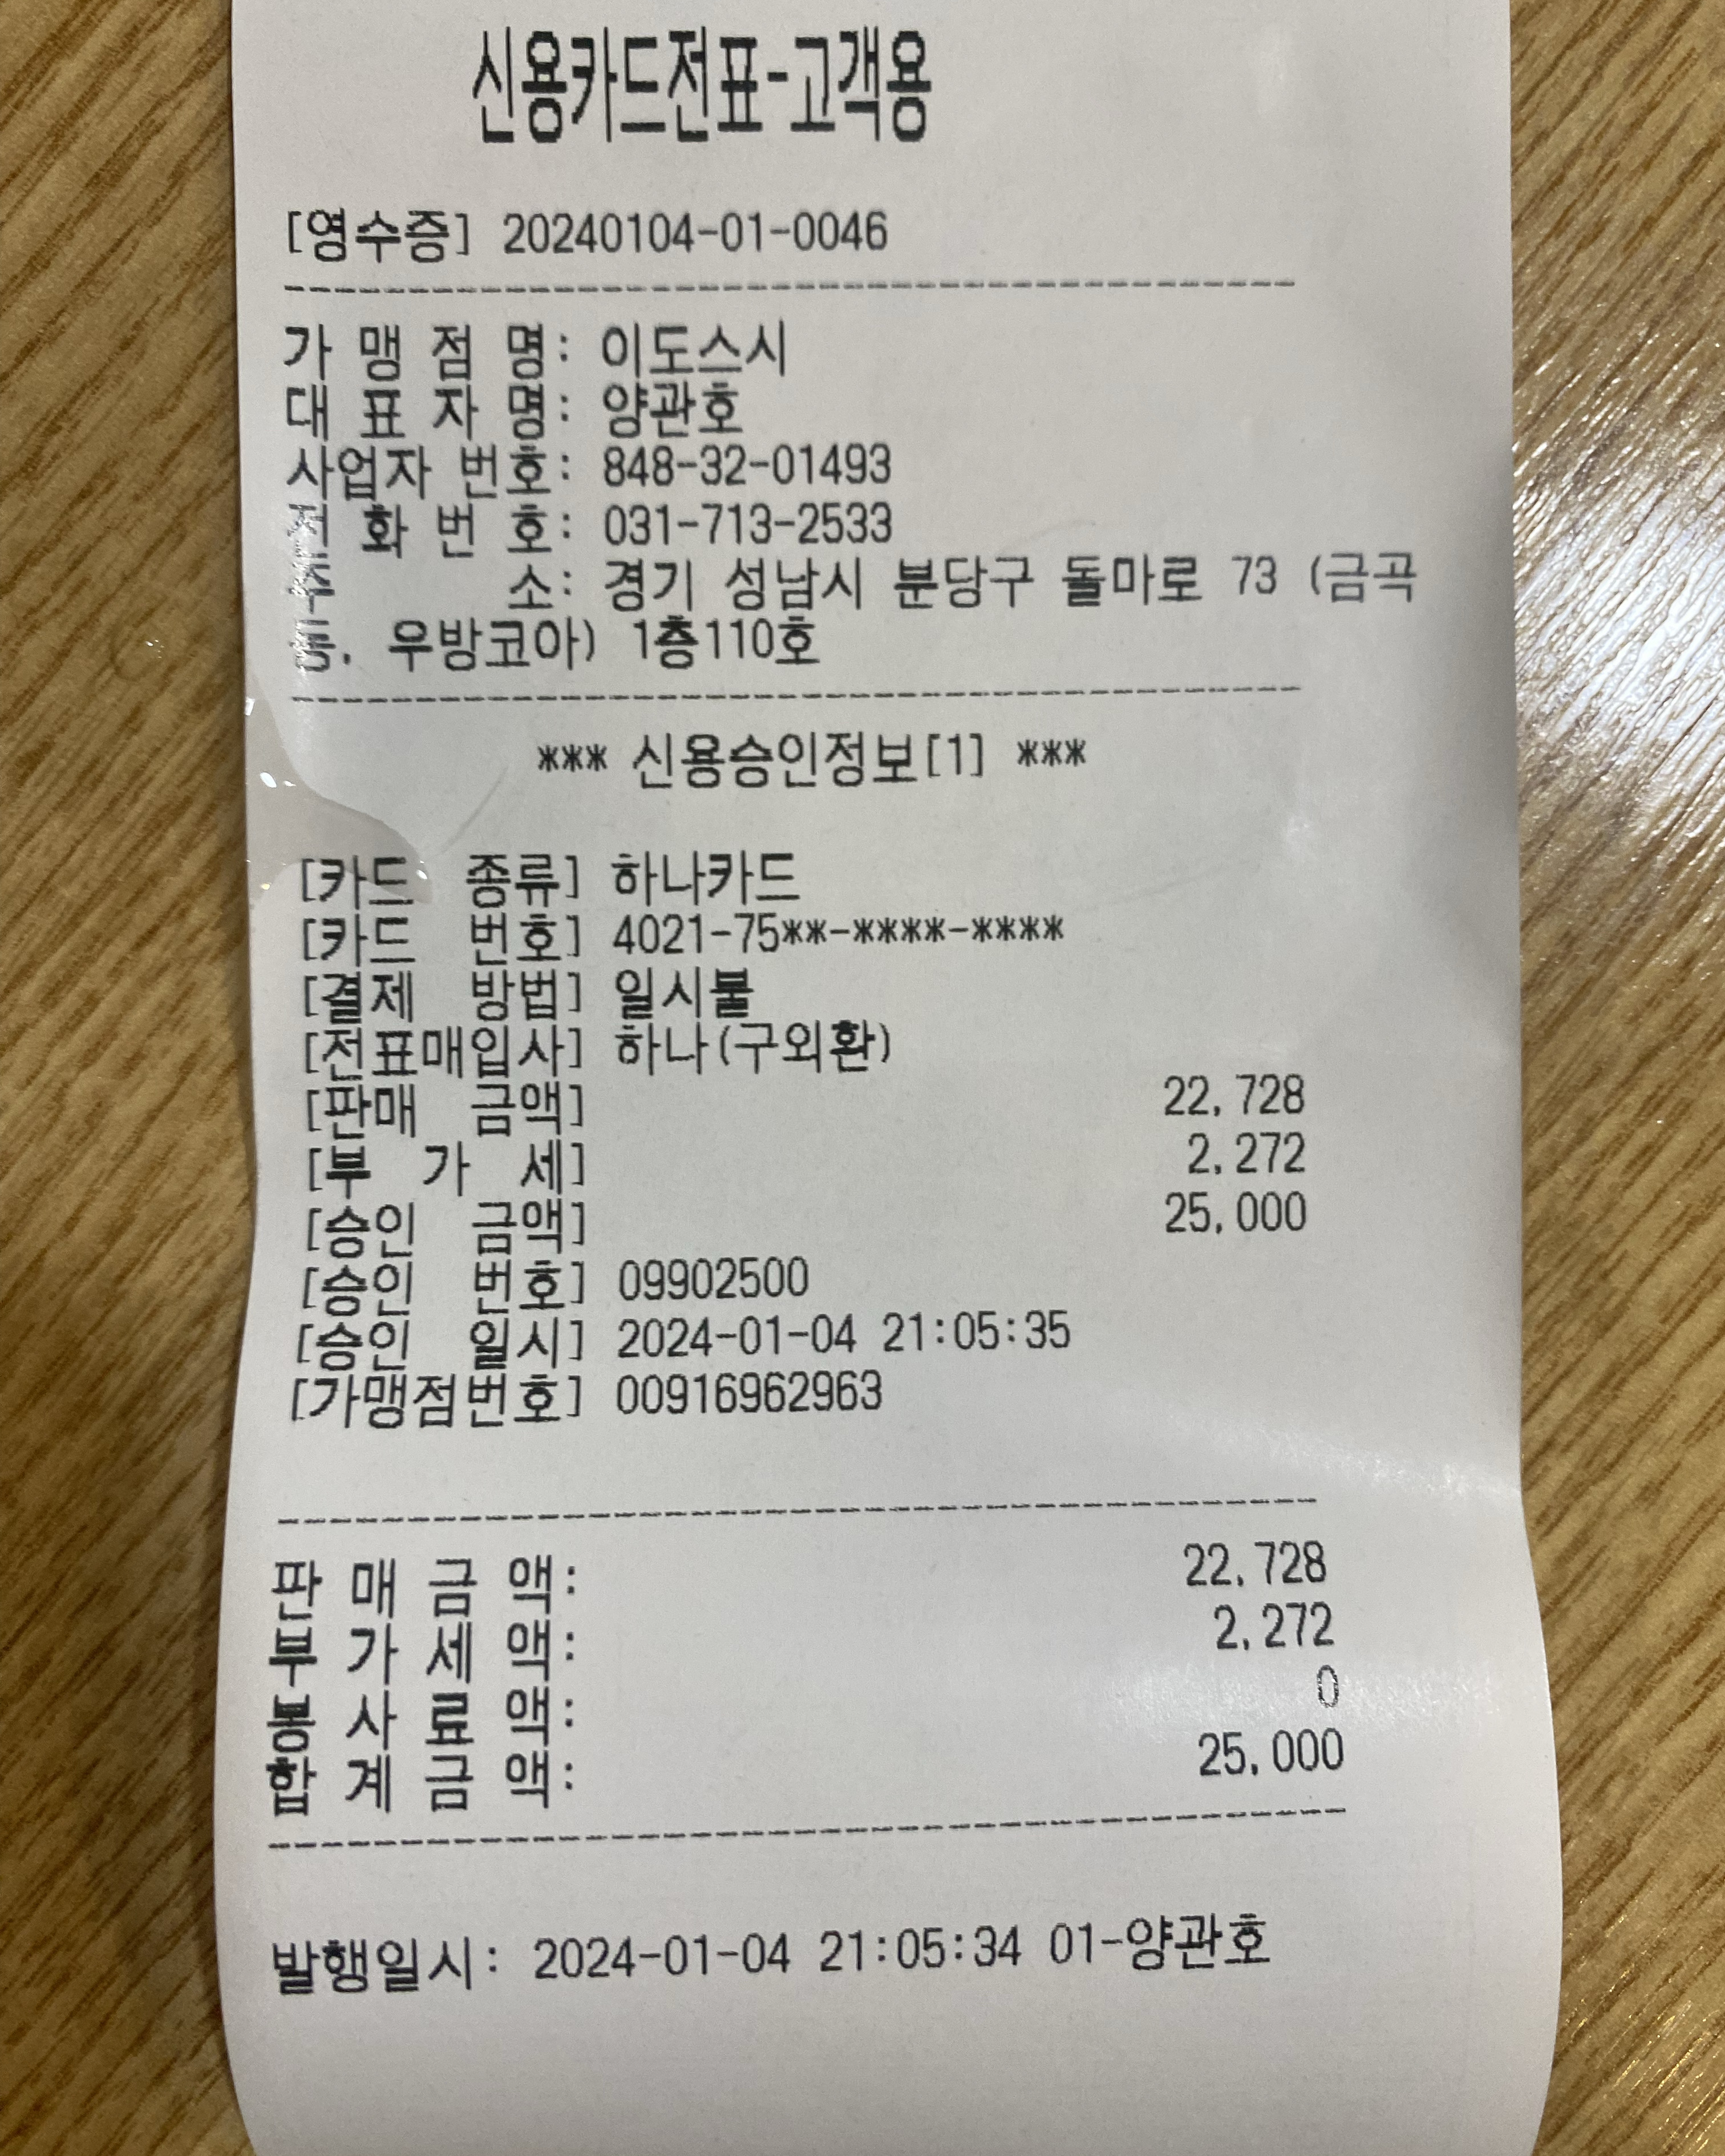 신용카드전표-고객용
[영수증] 20240104-01-0046
가 맹 점 명: 이도스시
대 표 자 명: 양관호
사업자 번호: 848-32-01493
전 화 번 호: 031-713-2533
주 소: 경기 성남시 분당구 돌마로 73 (금곡
동, 우방코아) 1층110호
*** 신용승인정보[1] ***
[카드 종류] 하나카드
[카드 번호] 4021-75**-****-****
[결제 방법] 일시불
[전표매입사] 하나(구외환)
[판매 금액] 22,728
[부 가 세] 2,272
[승인 금액] 25,000
[승인 번호] 09902500
[승인 일시] 2024-01-04 21:05:35
[가맹점번호] 00916962963
판 매 금 액: 22,728
부 가 세 액: 2,272
봉 사 료 액: 0
합 계 금 액: 25,000
발행일시: 2024-01-04 21:05:34 01-양관호